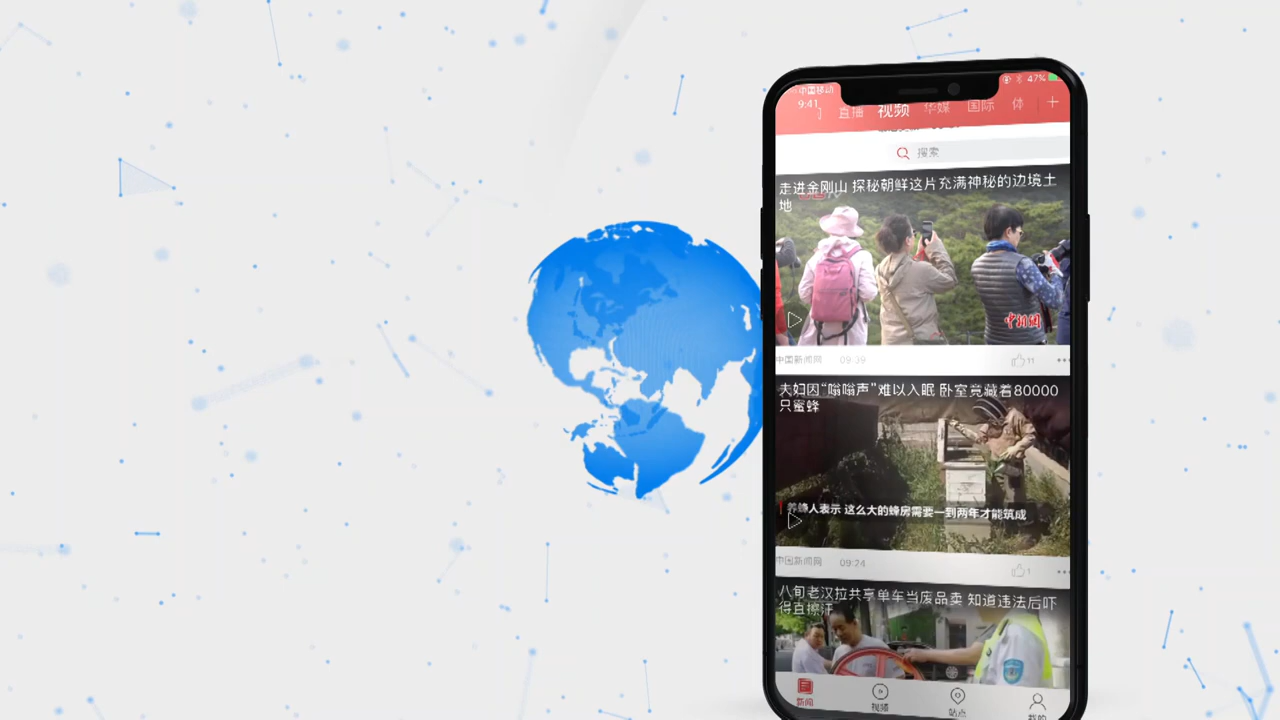 中国移动
47%
9:41
直播 视频 华媒 国际 体 +
搜索
走进金刚山 探秘朝鲜这片充满神秘的边境土
地
中新网
中国新闻网 09:39 11
夫妇因“嗡嗡声”难以入眠 卧室竟藏着80000
只蜜蜂
养蜂人表示 这么大的蜂房需要一到两年才能筑成
中国新闻网 09:24 1
八旬老汉拉共享单车当废品卖 知道违法后吓
得直擦汗
新闻 视频 站点 我的